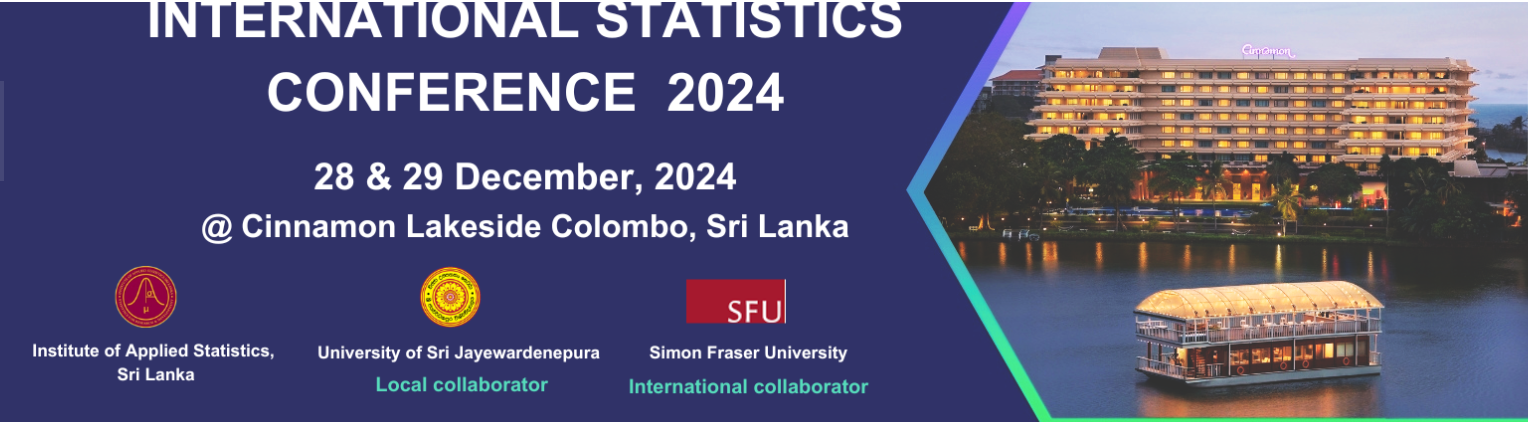 INTERNATIONAL STATISTICS
CONFERENCE 2024
28 & 29 December, 2024
@ Cinnamon Lakeside Colombo, Sri Lanka
Cinnamon
SFU
Institute of Applied Statistics,
Sri Lanka
University of Sri Jayewardenepura
Local collaborator
Simon Fraser University
International collaborator